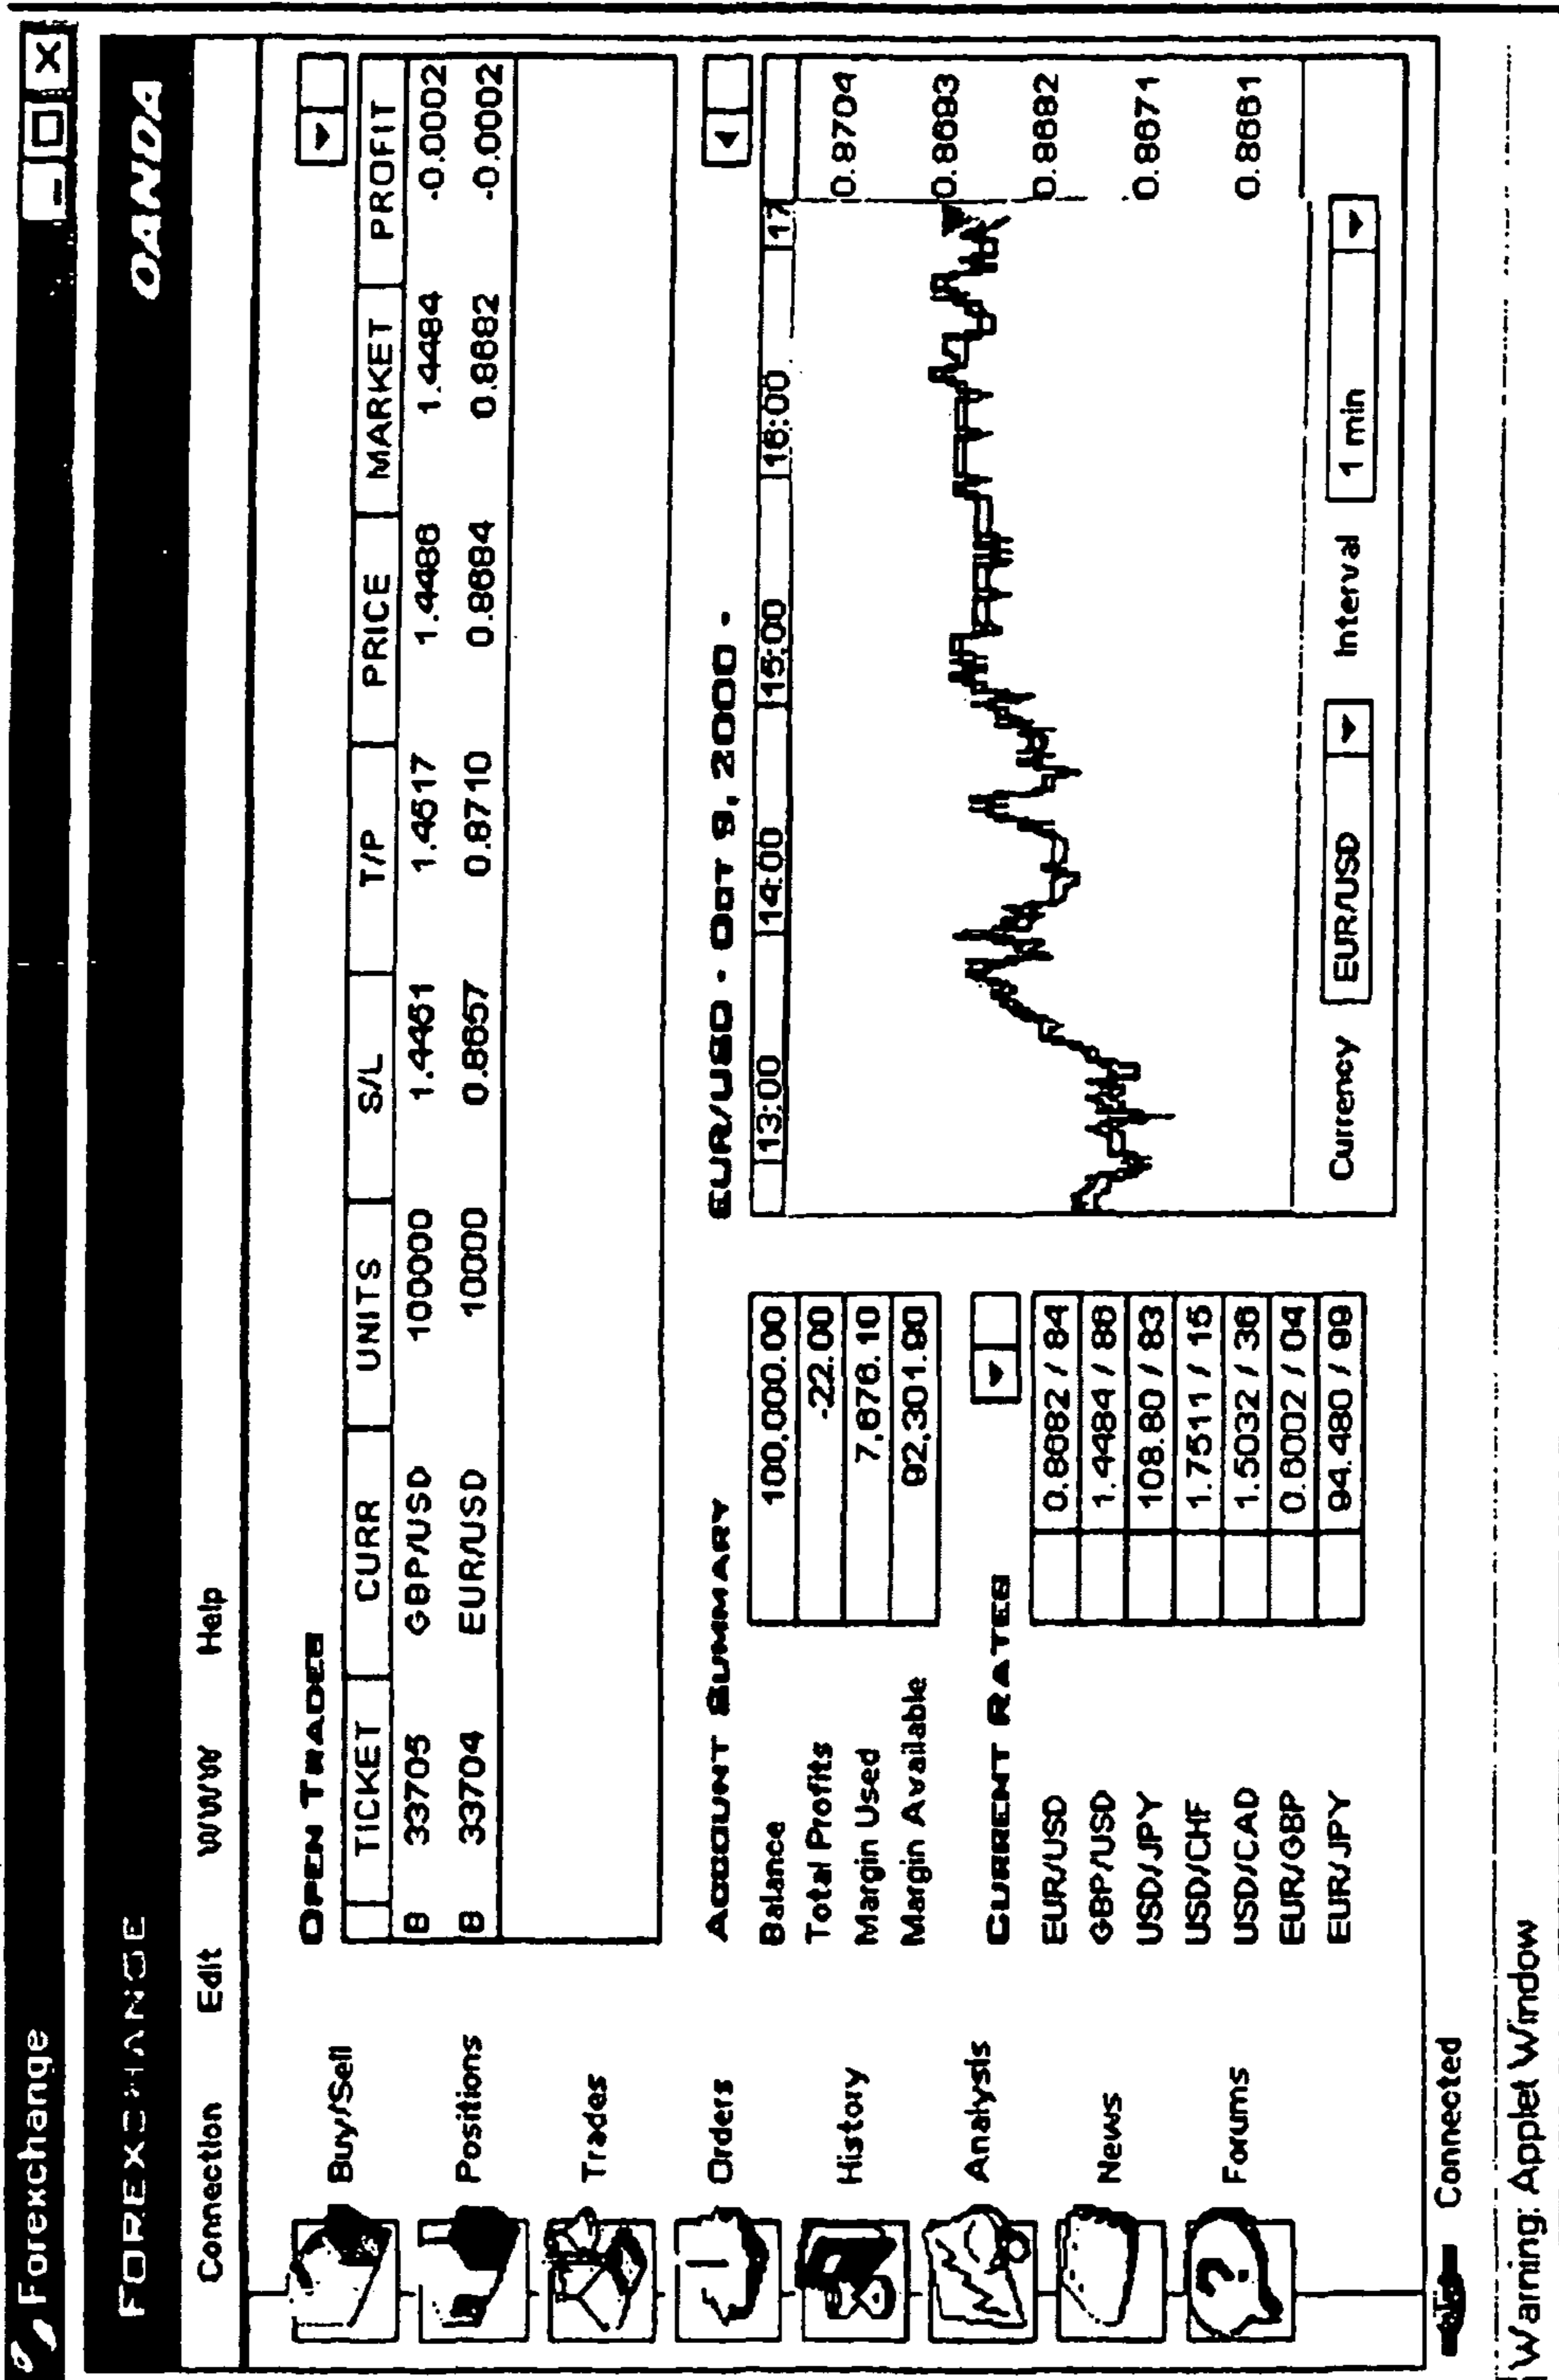 Forexchange
FOREXCHANGE OANDA
Connection Edit WWW Help
Buy/Sell
Positions
Trades
Orders
History
Analysis
News
Forums
OPEN TRADES
TICKET CURR UNITS S/L T/P PRICE MARKET PROFIT
B 33705 GBP/USD 100000 1.4461 1.4517 1.4486 1.4484 -0.0002
B 33704 EUR/USD 10000 0.8657 0.8710 0.8684 0.8682 -0.0002
ACCOUNT SUMMARY
Balance 100,000.00
Total Profits -22.00
Margin Used 7,676.10
Margin Available 92,301.90
CURRENT RATES
EUR/USD 0.8682 / 84
GBP/USD 1.4484 / 86
USD/JPY 108.80 / 83
USD/CHF 1.7511 / 16
USD/CAD 1.5032 / 36
EUR/GBP 0.6002 / 04
EUR/JPY 94.480 / 99
EUR/USD - OCT 9, 2000 -
13:00 14:00 15:00 16:00 17
0.8704
0.8693
0.8682
0.8671
0.8661
Currency EUR/USD Interval 1 min
Connected
Warning: Applet Window